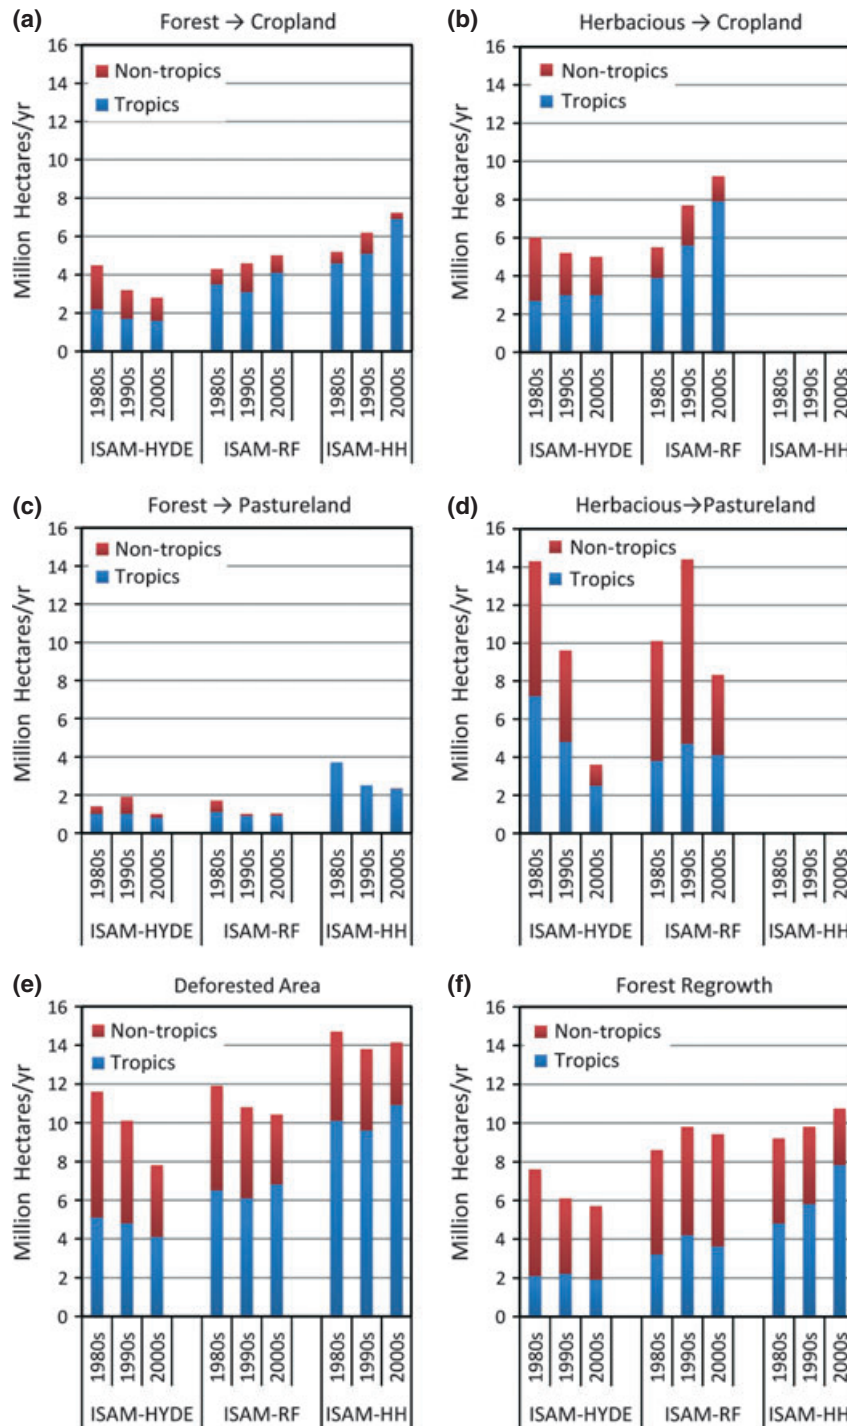 (a) Forest → Cropland
Million Hectares/yr
16
14
12
10
8
6
4
2
0
Non-tropics
Tropics
1980s 1990s 2000s 1980s 1990s 2000s 1980s 1990s 2000s
ISAM-HYDE ISAM-RF ISAM-HH
(b) Herbacious → Cropland
Million Hectares/yr
16
14
12
10
8
6
4
2
0
Non-tropics
Tropics
1980s 1990s 2000s 1980s 1990s 2000s 1980s 1990s 2000s
ISAM-HYDE ISAM-RF ISAM-HH
(c) Forest → Pastureland
Million Hectares/yr
16
14
12
10
8
6
4
2
0
Non-tropics
Tropics
1980s 1990s 2000s 1980s 1990s 2000s 1980s 1990s 2000s
ISAM-HYDE ISAM-RF ISAM-HH
(d) Herbacious→Pastureland
Million Hectares/yr
16
14
12
10
8
6
4
2
0
Non-tropics
Tropics
1980s 1990s 2000s 1980s 1990s 2000s 1980s 1990s 2000s
ISAM-HYDE ISAM-RF ISAM-HH
(e) Deforested Area
Million Hectares/yr
16
14
12
10
8
6
4
2
0
Non-tropics
Tropics
1980s 1990s 2000s 1980s 1990s 2000s 1980s 1990s 2000s
ISAM-HYDE ISAM-RF ISAM-HH
(f) Forest Regrowth
Million Hectares/yr
16
14
12
10
8
6
4
2
0
Non-tropics
Tropics
1980s 1990s 2000s 1980s 1990s 2000s 1980s 1990s 2000s
ISAM-HYDE ISAM-RF ISAM-HH